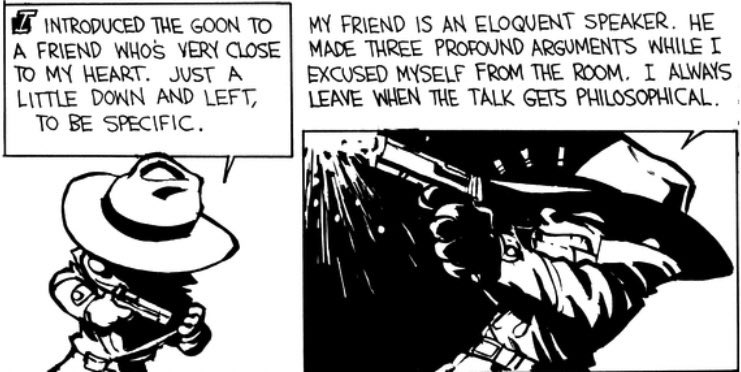 I INTRODUCED THE GOON TO
A FRIEND WHO'S VERY CLOSE
TO MY HEART. JUST A
LITTLE DOWN AND LEFT,
TO BE SPECIFIC.
MY FRIEND IS AN ELOQUENT SPEAKER. HE
MADE THREE PROFOUND ARGUMENTS WHILE I
EXCUSED MYSELF FROM THE ROOM. I ALWAYS
LEAVE WHEN THE TALK GETS PHILOSOPHICAL.
! ! !